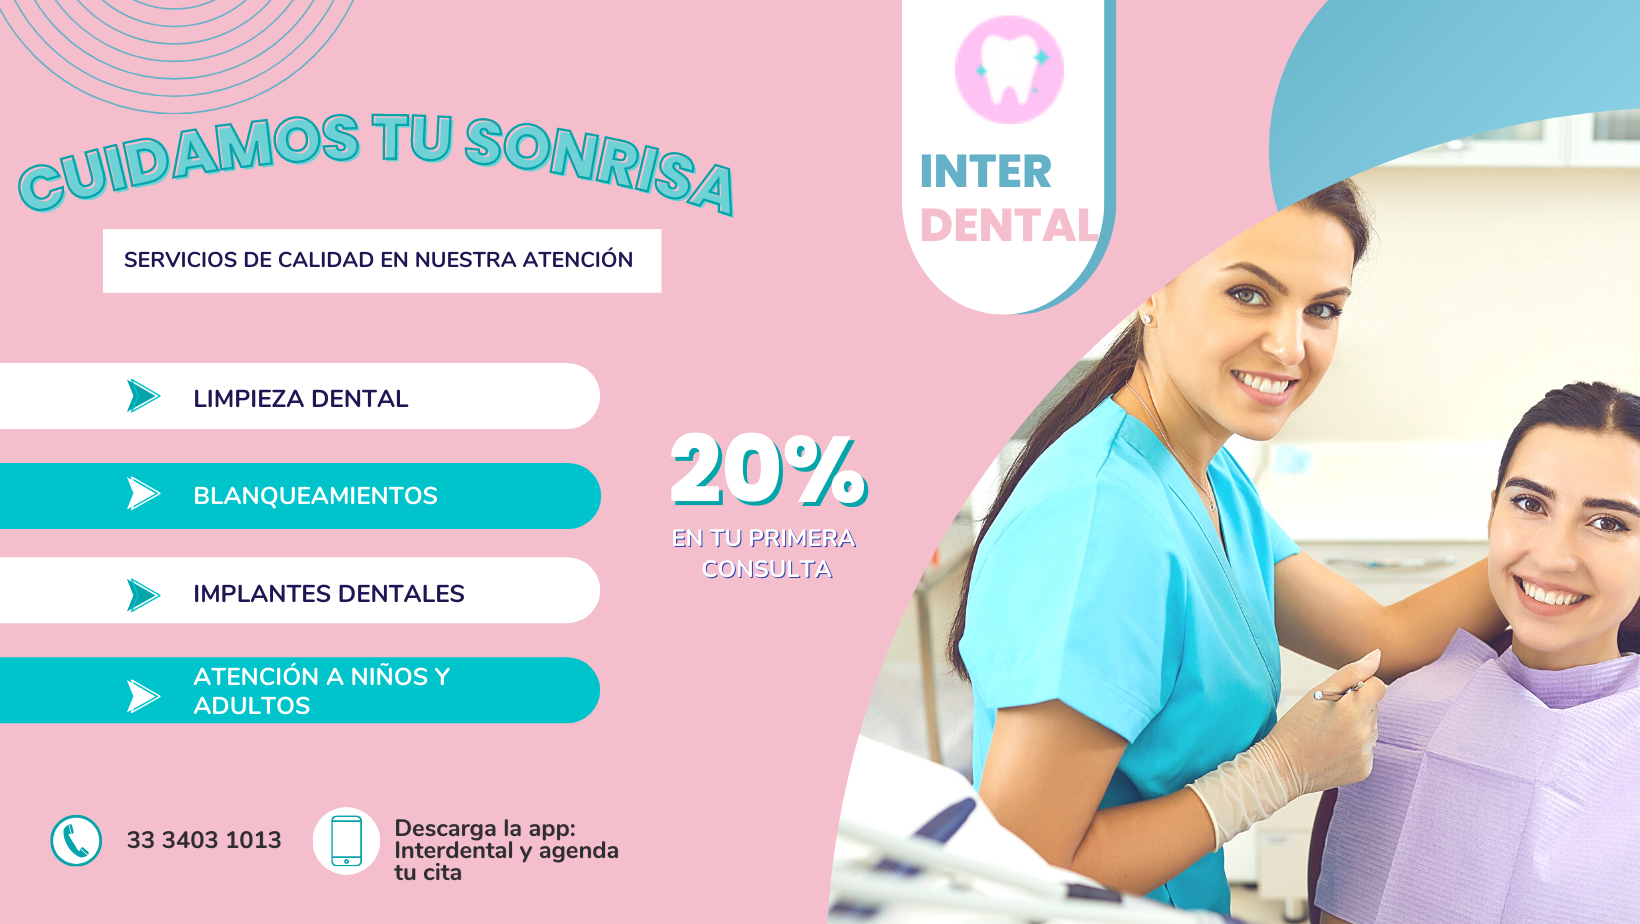 CUIDAMOS TU SONRISA
SERVICIOS DE CALIDAD EN NUESTRA ATENCIÓN
INTER
DENTAL
LIMPIEZA DENTAL
BLANQUEAMIENTOS
IMPLANTES DENTALES
ATENCIÓN A NIÑOS Y
ADULTOS
20%
EN TU PRIMERA
CONSULTA
33 3403 1013
Descarga la app:
Interdental y agenda
tu cita